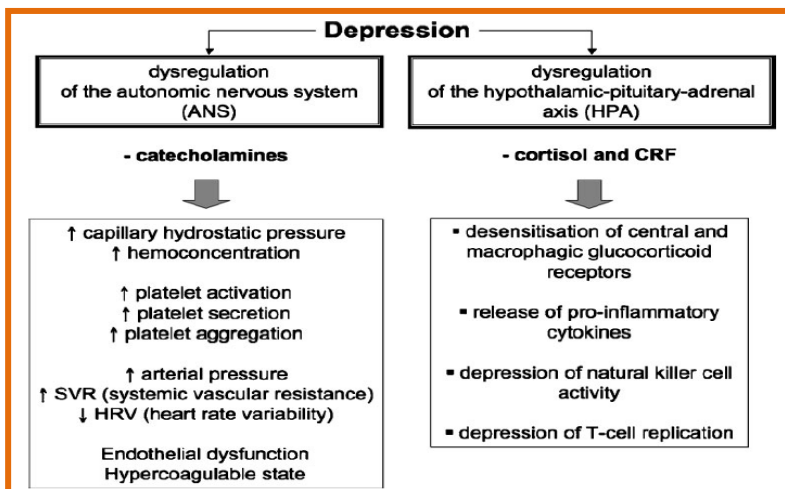 Depression
dysregulation
of the autonomic nervous system
(ANS)
- catecholamines
↑ capillary hydrostatic pressure
↑ hemoconcentration
↑ platelet activation
↑ platelet secretion
↑ platelet aggregation
↑ arterial pressure
↑ SVR (systemic vascular resistance)
↓ HRV (heart rate variability)
Endothelial dysfunction
Hypercoagulable state
dysregulation
of the hypothalamic-pituitary-adrenal
axis (HPA)
- cortisol and CRF
▪ desensitisation of central and
macrophagic glucocorticoid
receptors
▪ release of pro-inflammatory
cytokines
▪ depression of natural killer cell
activity
▪ depression of T-cell replication